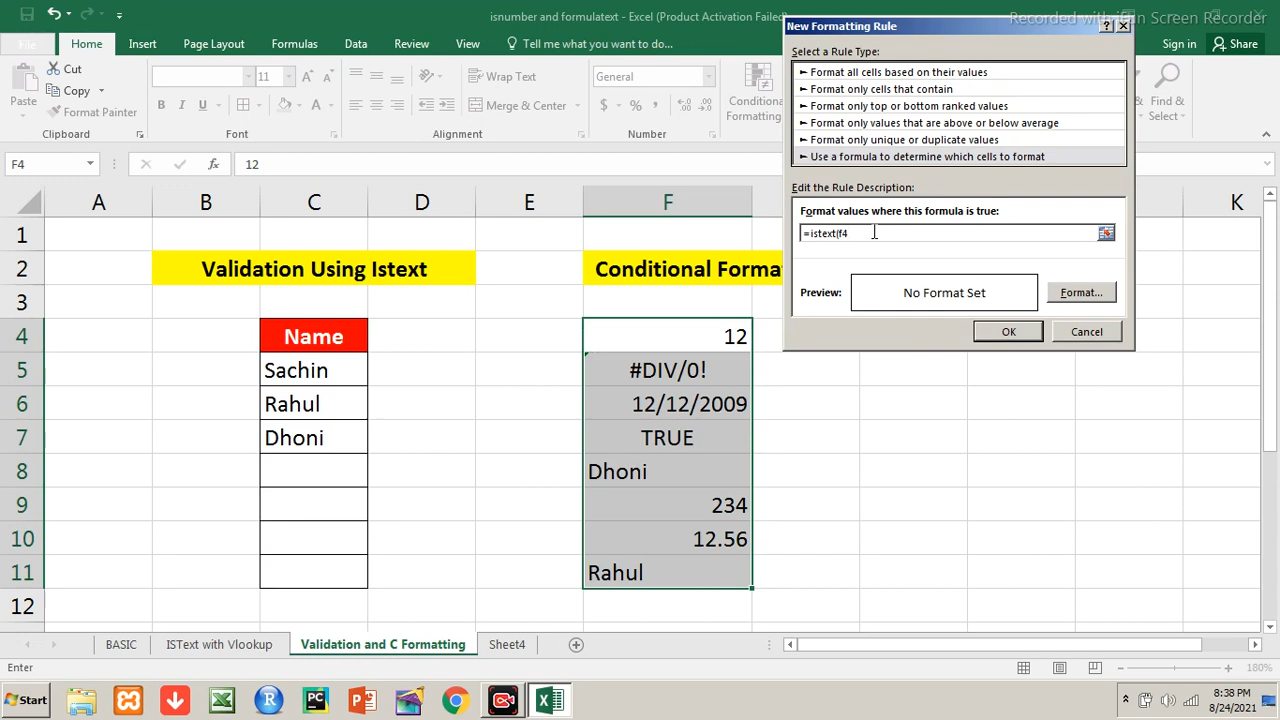 isnumber and formulatext - Excel (Product Activation Failed)
Recorded with iFun Screen Recorder
New Formatting Rule
File Home Insert Page Layout Formulas Data Review View Tell me what you want to do... Sign in Share
Select a Rule Type:
► Format all cells based on their values
► Format only cells that contain
► Format only top or bottom ranked values
► Format only values that are above or below average
► Format only unique or duplicate values
► Use a formula to determine which cells to format
Edit the Rule Description:
Format values where this formula is true:
=istext(f4
Preview: No Format Set Format...
OK Cancel
Paste Cut Copy Format Painter
Clipboard
11 A A
B I U A
Font
Wrap Text
Merge & Center
Alignment
General
$ % , .0 .00
Number
Conditional
Formatting
Find &
Select
Editing
F4 fx 12
A B C D E F K
1
2 Validation Using Istext Conditional Forma
3
4 Name 12
5 Sachin #DIV/0!
6 Rahul 12/12/2009
7 Dhoni TRUE
8 Dhoni
9 234
10 12.56
11 Rahul
12
BASIC ISText with Vlookup Validation and C Formatting Sheet4
Enter 180%
Start PC 8:38 PM
8/24/2021